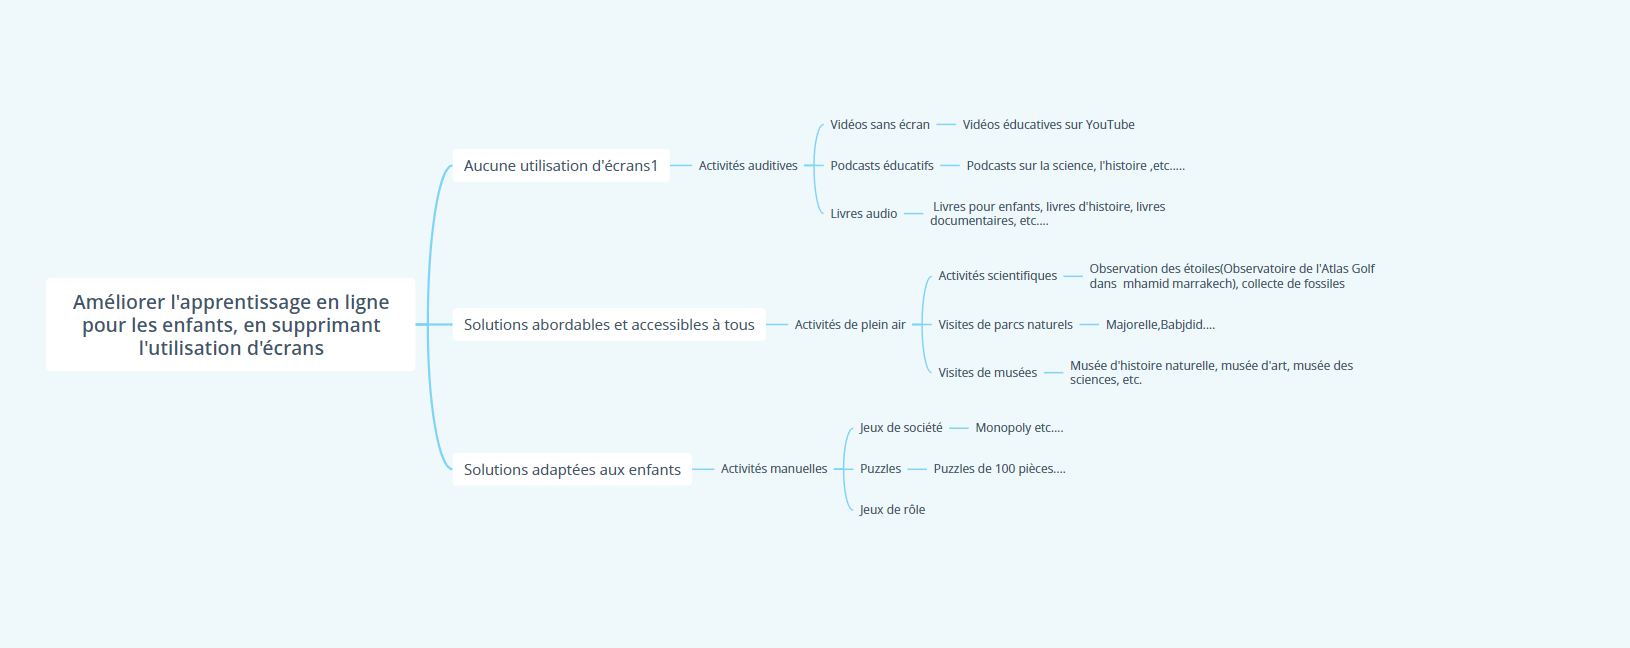 Améliorer l'apprentissage en ligne
pour les enfants, en supprimant
l'utilisation d'écrans
Aucune utilisation d'écrans1
Activités auditives
Vidéos sans écran
Vidéos éducatives sur YouTube
Podcasts éducatifs
Podcasts sur la science, l'histoire ,etc.....
Livres audio
Livres pour enfants, livres d'histoire, livres
documentaires, etc....
Solutions abordables et accessibles à tous
Activités de plein air
Activités scientifiques
Observation des étoiles(Observatoire de l'Atlas Golf
dans  mhamid marrakech), collecte de fossiles
Visites de parcs naturels
Majorelle,Babjdid....
Visites de musées
Musée d'histoire naturelle, musée d'art, musée des
sciences, etc.
Solutions adaptées aux enfants
Activités manuelles
Jeux de société
Monopoly etc....
Puzzles
Puzzles de 100 pièces....
Jeux de rôle